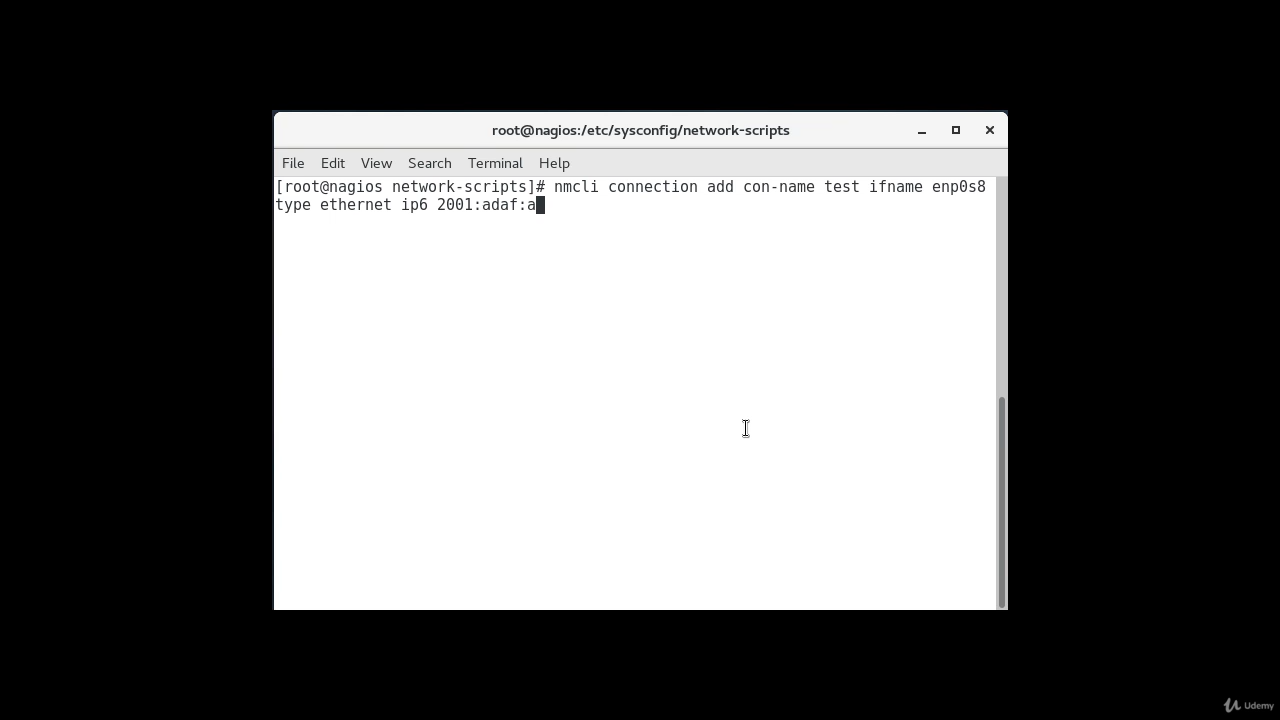 root@nagios:/etc/sysconfig/network-scripts
File Edit View Search Terminal Help
[root@nagios network-scripts]# nmcli connection add con-name test ifname enp0s8
type ethernet ip6 2001:adaf:a
Udemy